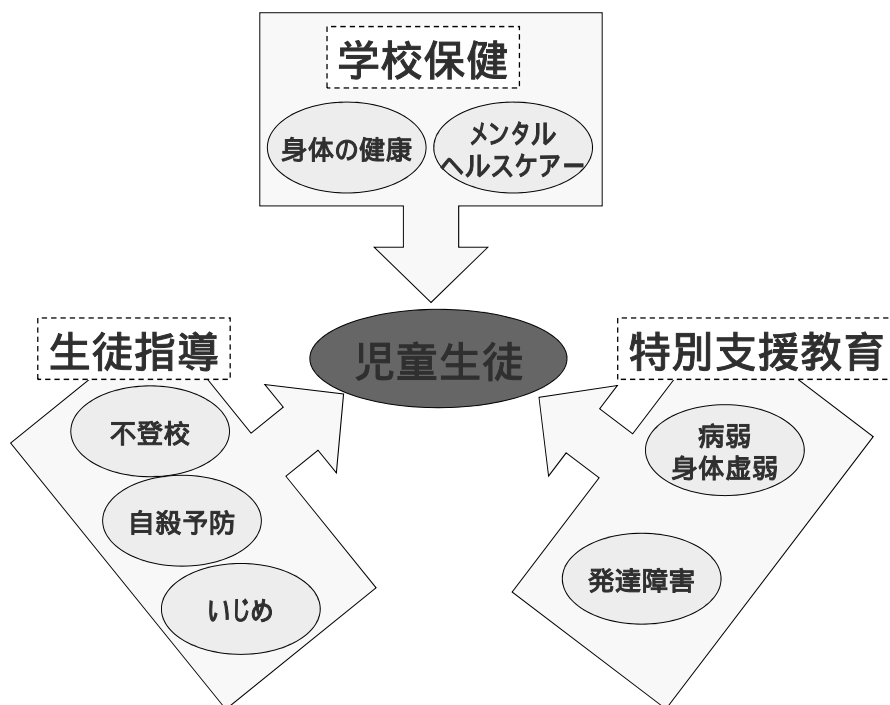 学校保健
身体の健康
メンタル
ヘルスケアー
児童生徒
生徒指導
不登校
自殺予防
いじめ
特別支援教育
病弱
身体虚弱
発達障害